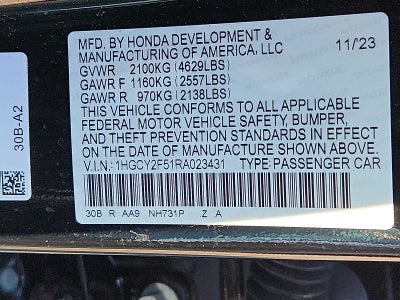 MFD. BY HONDA DEVELOPMENT &
MANUFACTURING OF AMERICA, LLC 11/23
GVWR 2100KG (4629LBS)
GAWR F 1160KG (2557LBS)
GAWR R 970KG (2138LBS)
THIS VEHICLE CONFORMS TO ALL APPLICABLE
FEDERAL MOTOR VEHICLE SAFETY, BUMPER,
AND THEFT PREVENTION STANDARDS IN EFFECT
ON THE DATE OF MANUFACTURE SHOWN ABOVE.
V.I.N.: 1HGCY2F51RA023431 TYPE: PASSENGER CAR
30B R AA9 NH731P .Z A
30B-A2